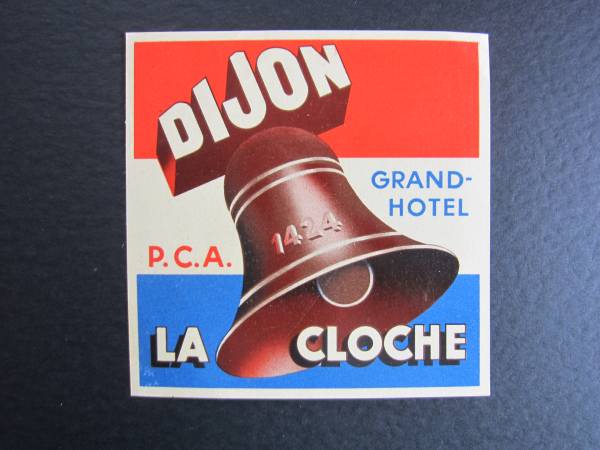 DIJON
GRAND-
HOTEL
1424
P.C.A.
LA CLOCHE